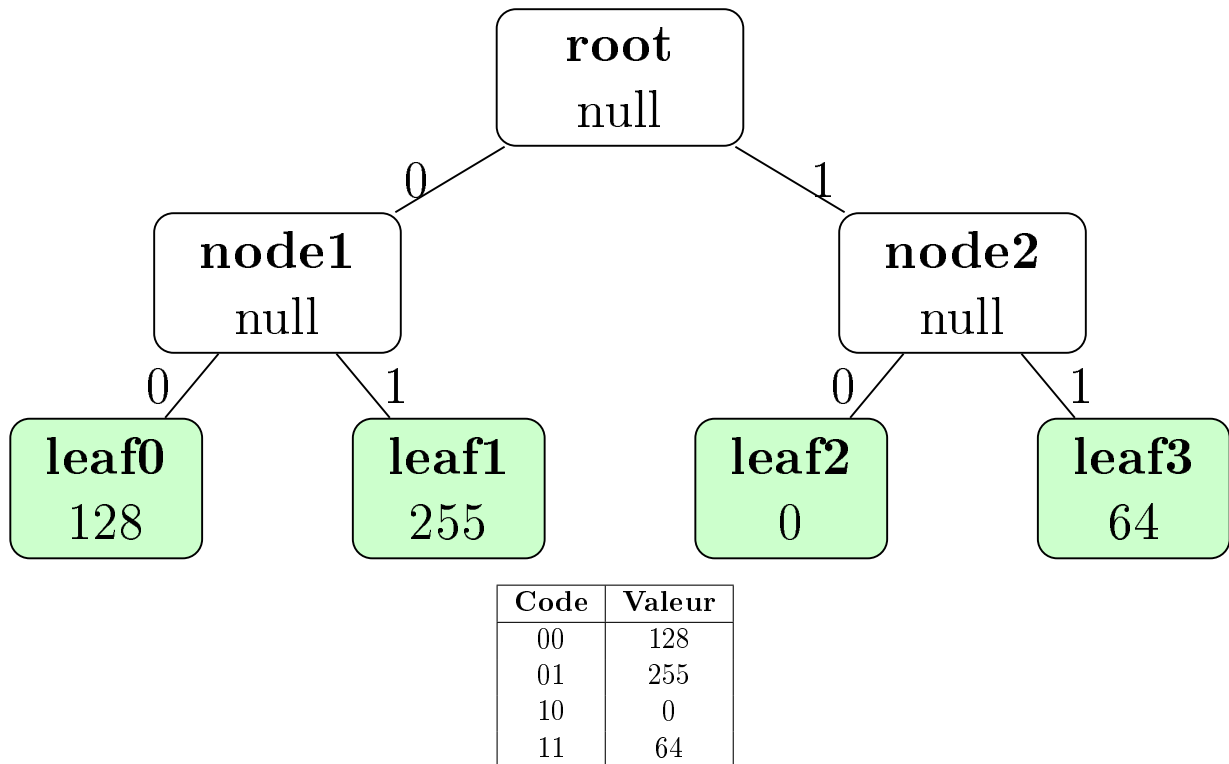 root
null
0 1
node1 node2
null null
0 1 0 1
leaf0 leaf1 leaf2 leaf3
128 255 0 64
Code Valeur
00 128
01 255
10 0
11 64